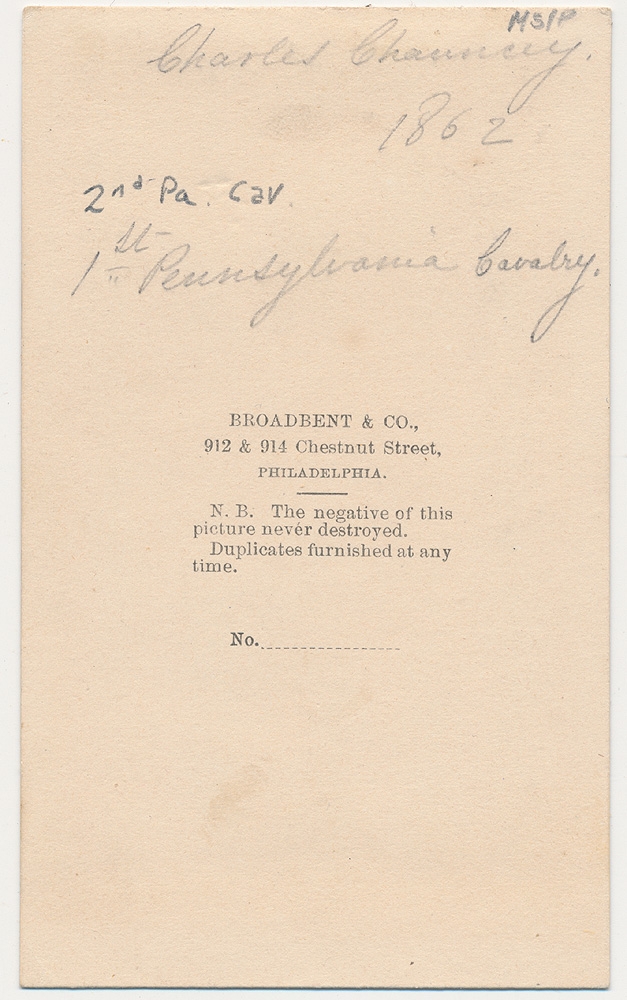 MS/P
Charles Chauncey.
1862
2nd Pa. Cav.
1st Pennsylvania Cavalry.
BROADBENT & CO.,
912 & 914 Chestnut Street,
PHILADELPHIA.
N. B. The negative of this
picture never destroyed.
Duplicates furnished at any
time.
No.